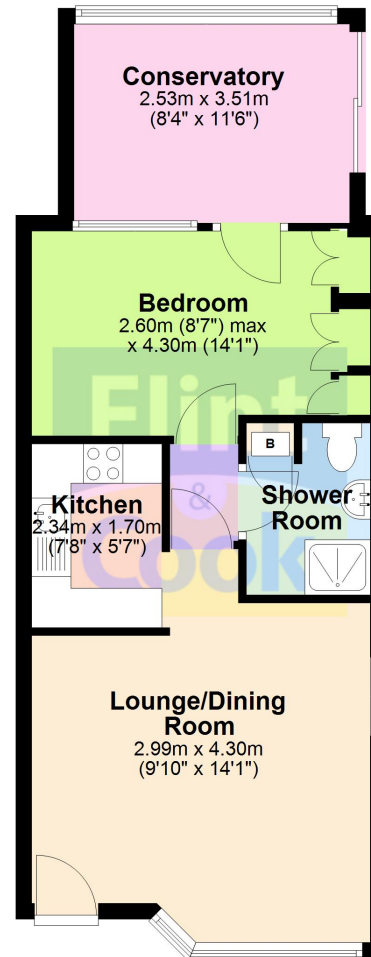 Conservatory
2.53m x 3.51m
(8'4" x 11'6")
Bedroom
2.60m (8'7") max
x 4.30m (14'1")
Flint
&
Cook
B
Kitchen
2.34m x 1.70m
(7'8" x 5'7")
Shower
Room
Lounge/Dining
Room
2.99m x 4.30m
(9'10" x 14'1")